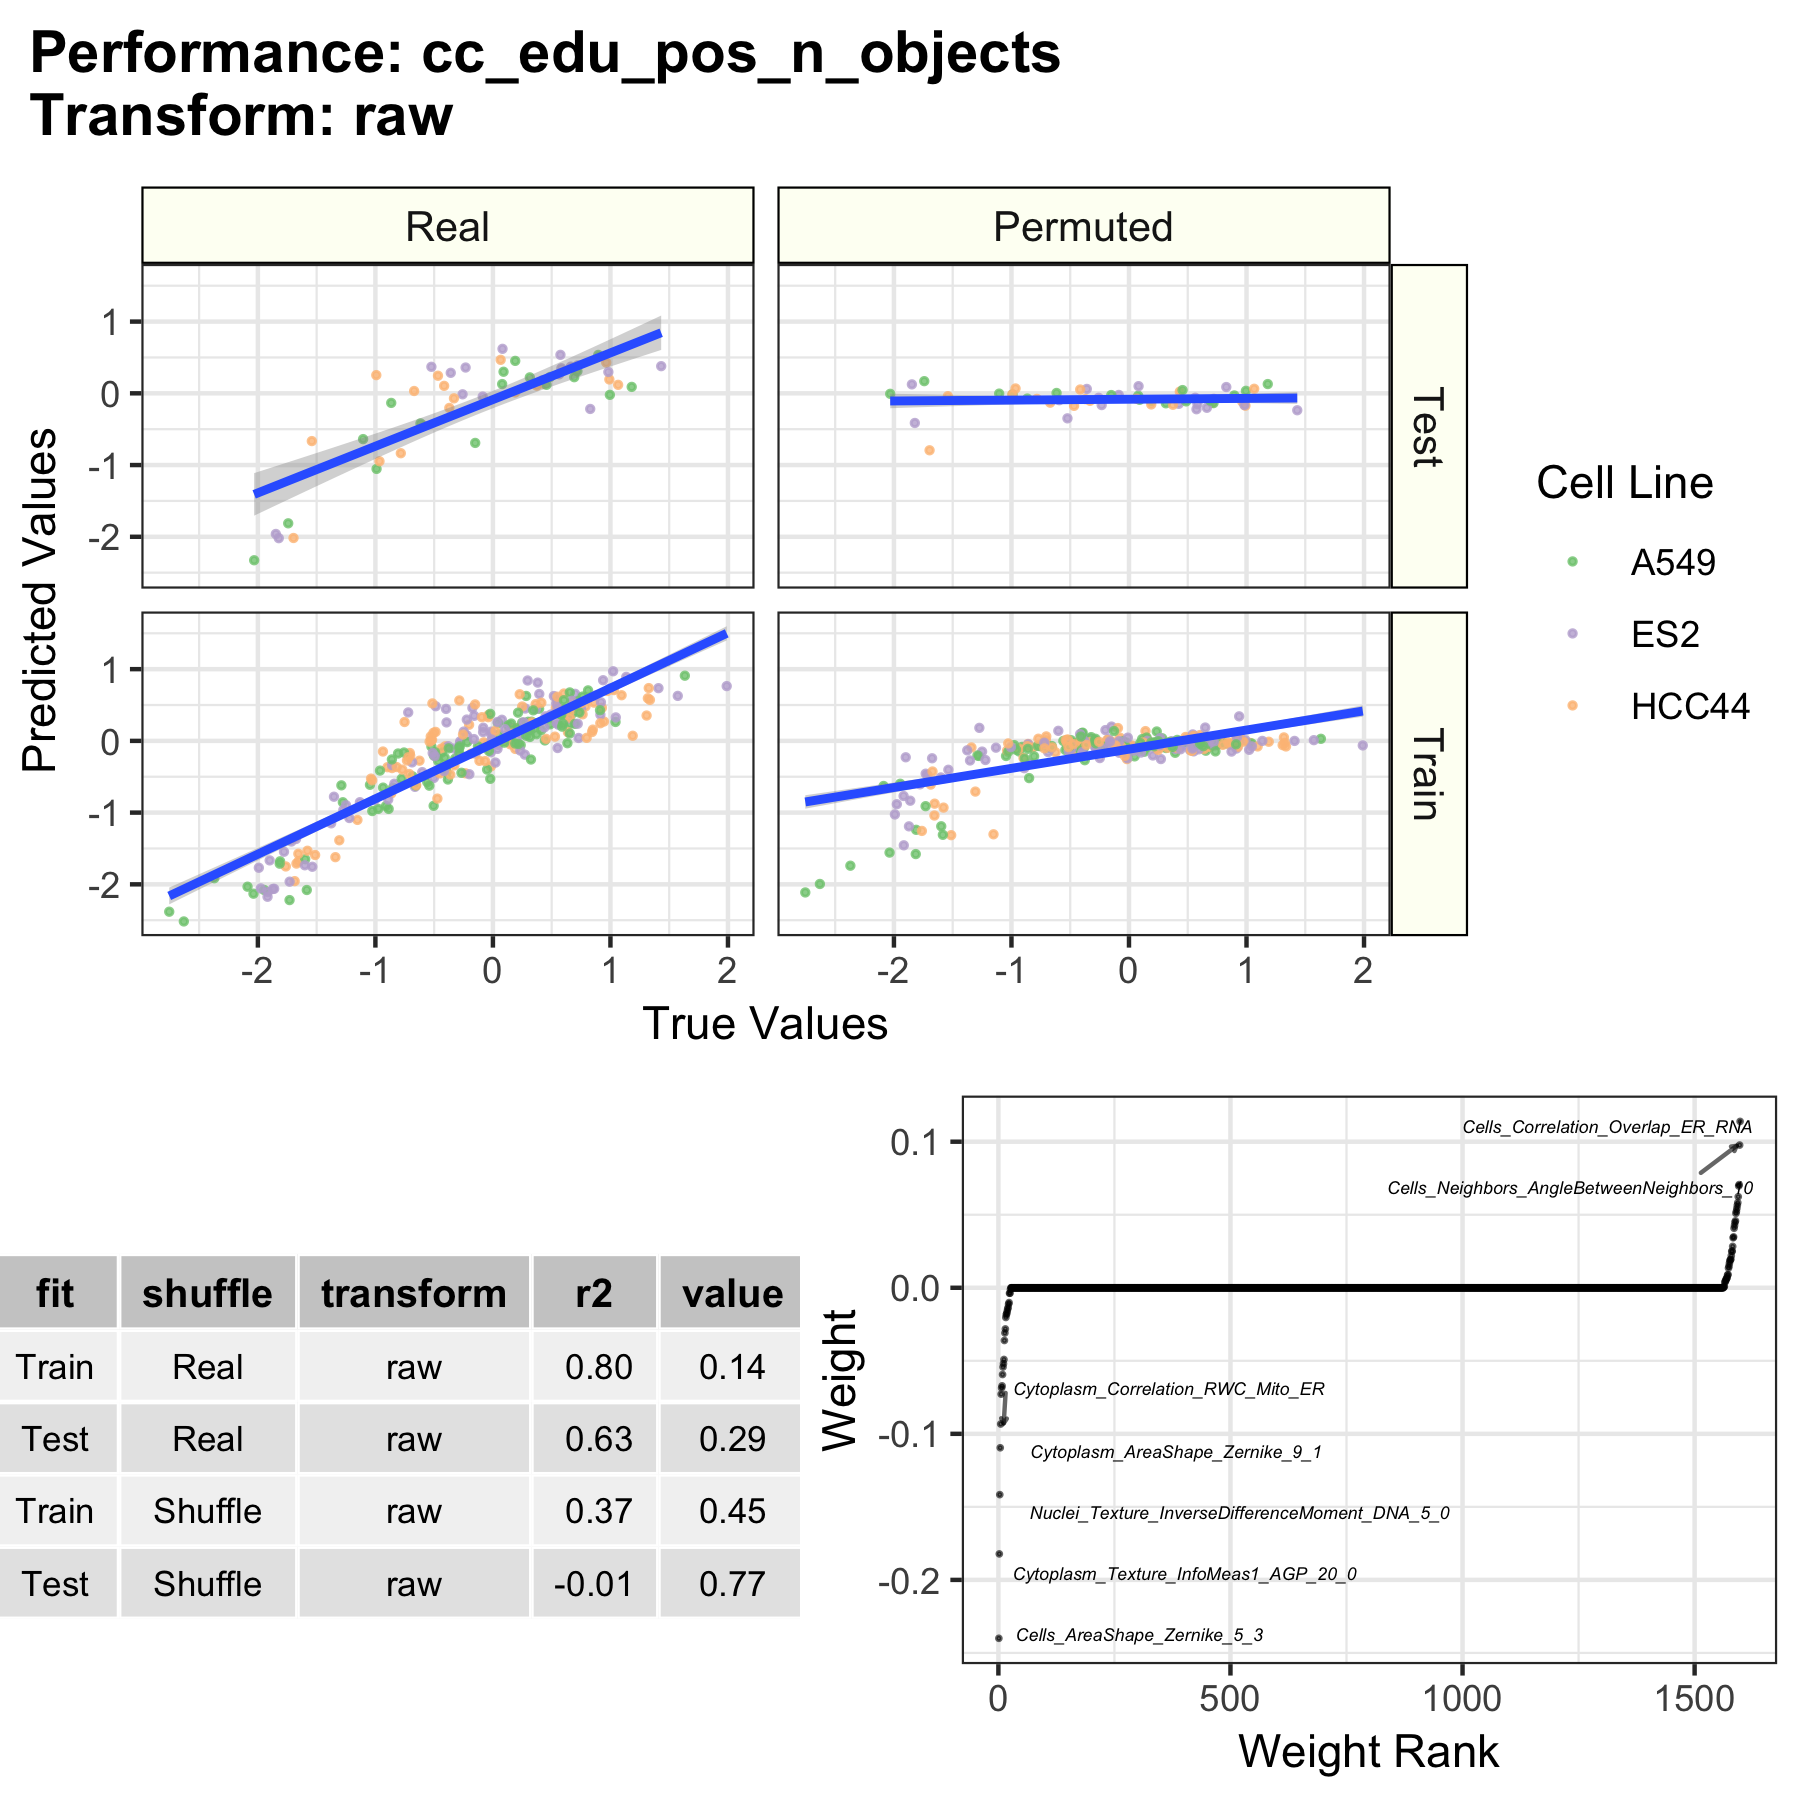 Performance: cc_edu_pos_n_objects
Transform: raw
Real
Permuted
1
0
-1
-2
Test
1
0
-1
-2
Train
Predicted Values
-2
-1
0
1
2
-2
-1
0
1
2
True Values
Cell Line
A549
ES2
HCC44
fit shuffle transform r2 value
Train Real raw 0.80 0.14
Test Real raw 0.63 0.29
Train Shuffle raw 0.37 0.45
Test Shuffle raw -0.01 0.77
Weight
0.1
0.0
-0.1
-0.2
Cells_Correlation_Overlap_ER_RNA
Cells_Neighbors_AngleBetweenNeighbors_10
Cytoplasm_Correlation_RWC_Mito_ER
Cytoplasm_AreaShape_Zernike_9_1
Nuclei_Texture_InverseDifferenceMoment_DNA_5_0
Cytoplasm_Texture_InfoMeas1_AGP_20_0
Cells_AreaShape_Zernike_5_3
0
500
1000
1500
Weight Rank